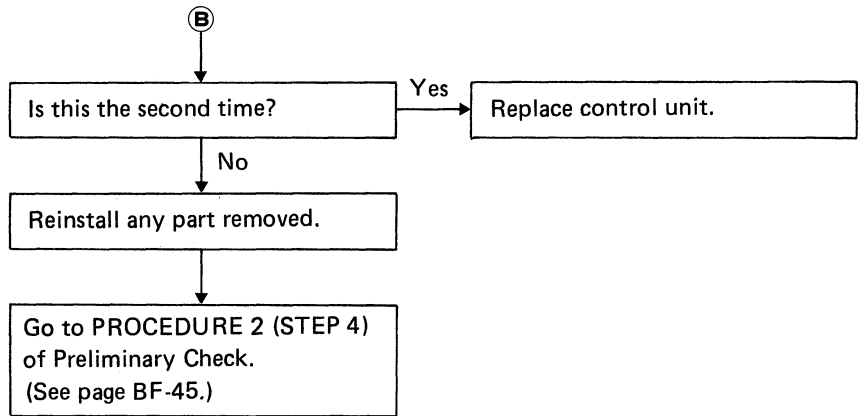 B
Is this the second time?
Yes
Replace control unit.
No
Reinstall any part removed.
Go to PROCEDURE 2 (STEP 4)
of Preliminary Check.
(See page BF-45.)